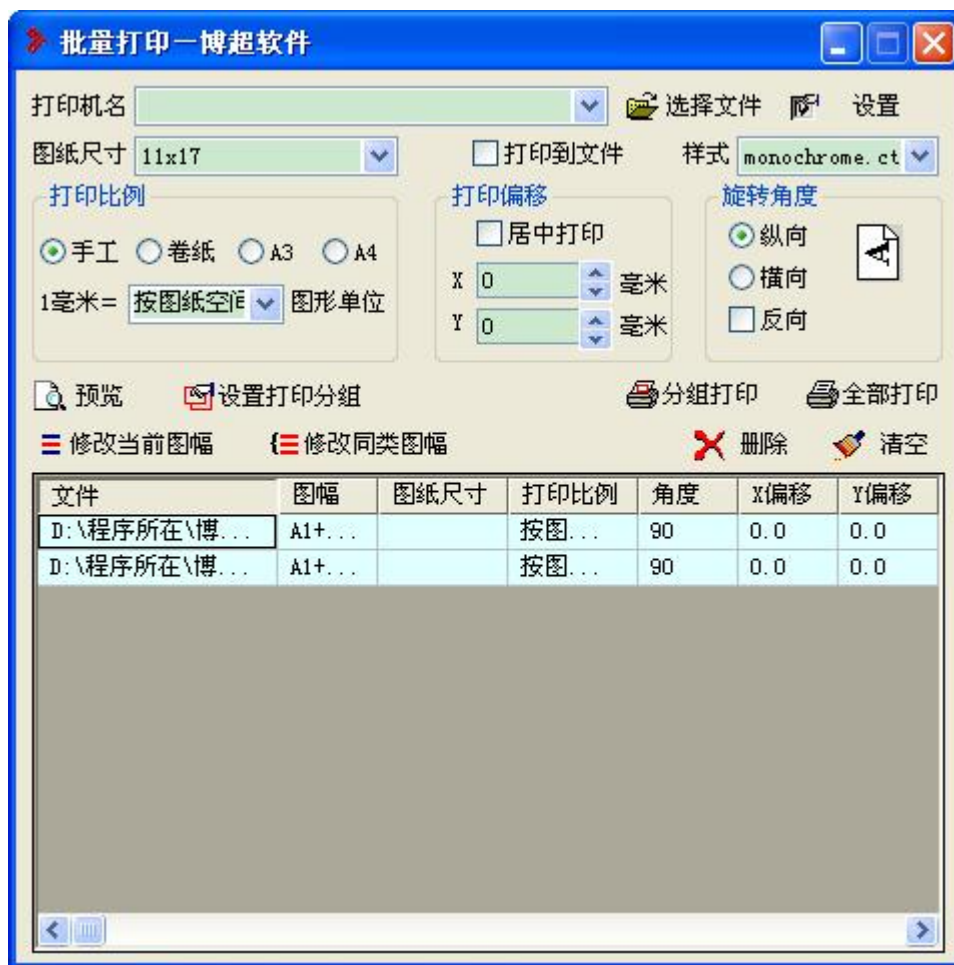 批量打印—博超软件
打印机名 选择文件 设置
图纸尺寸 11x17 打印到文件 样式 monochrome.ct
打印比例 打印偏移 旋转角度
手工 卷纸 A3 A4 居中打印 纵向
X 0 毫米 横向
1毫米= 按图纸空间 图形单位
Y 0 毫米 反向
预览 设置打印分组 分组打印 全部打印
修改当前图幅 修改同类图幅 删除 清空
文件 图幅 图纸尺寸 打印比例 角度 X偏移 Y偏移
D:\程序所在\博... A1+... 按图... 90 0.0 0.0
D:\程序所在\博... A1+... 按图... 90 0.0 0.0